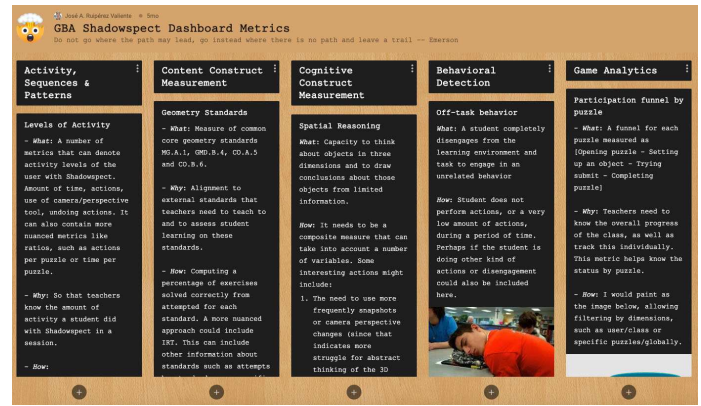 José A. Ruipérez Valiente 5mo
GBA Shadowspect Dashboard Metrics
Do not go where the path may lead, go instead where there is no path and leave a trail -- Emerson
Activity,
Sequences &
Patterns
Levels of Activity
- What: A number of
metrics that can denote
activity levels of the
user with Shadowspect.
Amount of time, actions,
use of camera/perspective
tool, undoing actions. It
can also contain more
nuanced metrics like
ratios, such as actions
per puzzle or time per
puzzle.
- Why: So that teachers
know the amount of
activity a student did
with Shadowspect in a
session.
- How:
Content Construct
Measurement
Geometry Standards
- What: Measure of common
core geometry standards
MG.A.1, GMD.B.4, CO.A.5
and CO.B.6.
- Why: Alignment to
external standards that
teachers need to teach to
and to assess student
learning on these
standards.
- How: Computing a
percentage of exercises
solved correctly from
attempted for each
standard. A more nuanced
approach could include
IRT. This can include
other information about
standards such as attempts
Cognitive
Construct
Measurement
Spatial Reasoning
What: Capacity to think
about objects in three
dimensions and to draw
conclusions about those
objects from limited
information.
How: It needs to be a
composite measure that can
take into account a number
of variables. Some
interesting actions might
include:
1. The need to use more
frequently snapshots
or camera perspective
changes (since that
indicates more
struggle for abstract
thinking of the 3D
Behavioral
Detection
Off-task behavior
What: A student completely
disengages from the
learning environment and
task to engage in an
unrelated behavior
How: Student does not
perform actions, or a very
low amount of actions,
during a period of time.
Perhaps if the student is
doing other kind of
actions or disengagement
could also be included
here.
Game Analytics
Participation funnel by
puzzle
- What: A funnel for each
puzzle measured as
[Opening puzzle - Setting
up an object - Trying
submit - Completing
puzzle]
- Why: Teachers need to
know the overall progress
of the class, as well as
track this individually.
This metric helps know the
status by puzzle.
- How: I would paint as
the image below, allowing
filtering by dimensions,
such as user/class or
specific puzzles/globally.